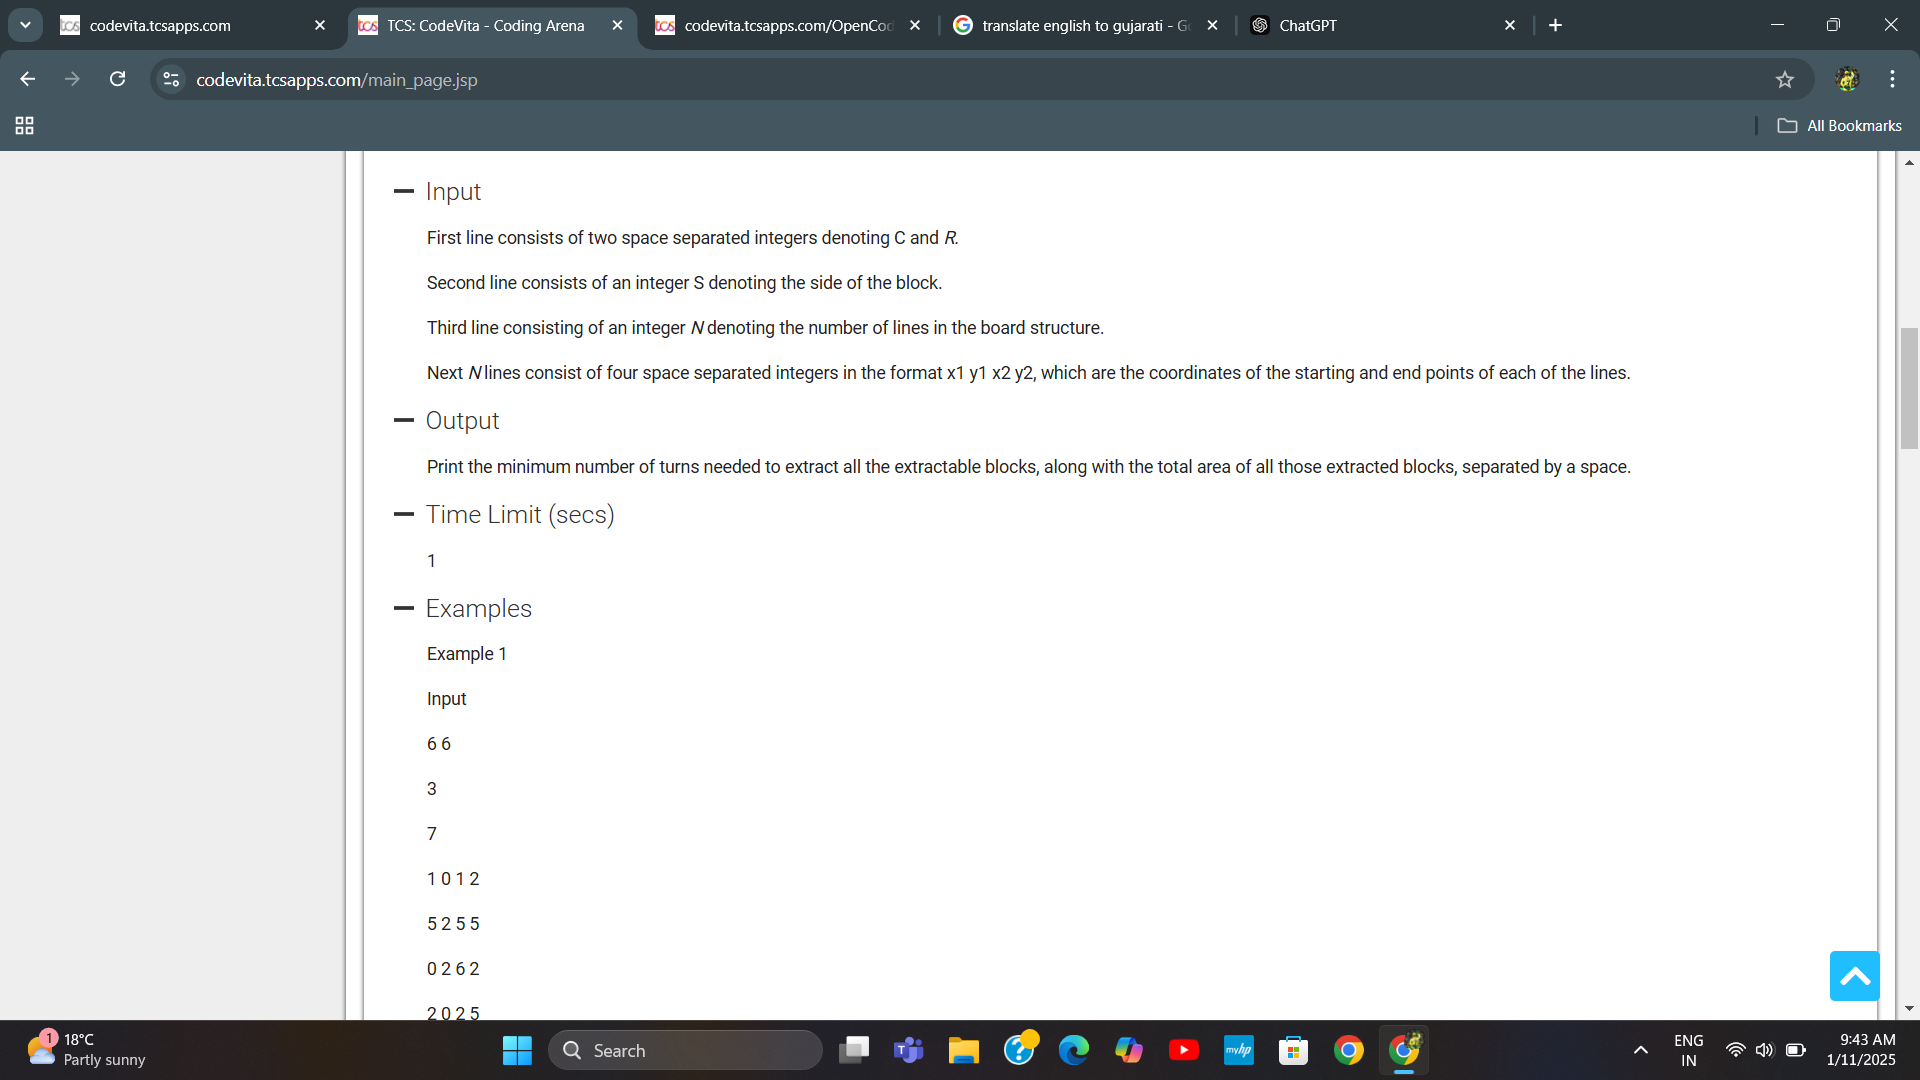 codevita.tcsapps.com
TCS: CodeVita - Coding Arena
codevita.tcsapps.com/OpenCod
translate english to gujarati - G
ChatGPT
codevita.tcsapps.com/main_page.jsp
All Bookmarks
Input
First line consists of two space separated integers denoting C and R.
Second line consists of an integer S denoting the side of the block.
Third line consisting of an integer N denoting the number of lines in the board structure.
Next N lines consist of four space separated integers in the format x1 y1 x2 y2, which are the coordinates of the starting and end points of each of the lines.
Output
Print the minimum number of turns needed to extract all the extractable blocks, along with the total area of all those extracted blocks, separated by a space.
Time Limit (secs)
1
Examples
Example 1
Input
6 6
3
7
1 0 1 2
5 2 5 5
0 2 6 2
2 0 2 5
1
18°C
Partly sunny
Search
myhp
ENG
IN
9:43 AM
1/11/2025